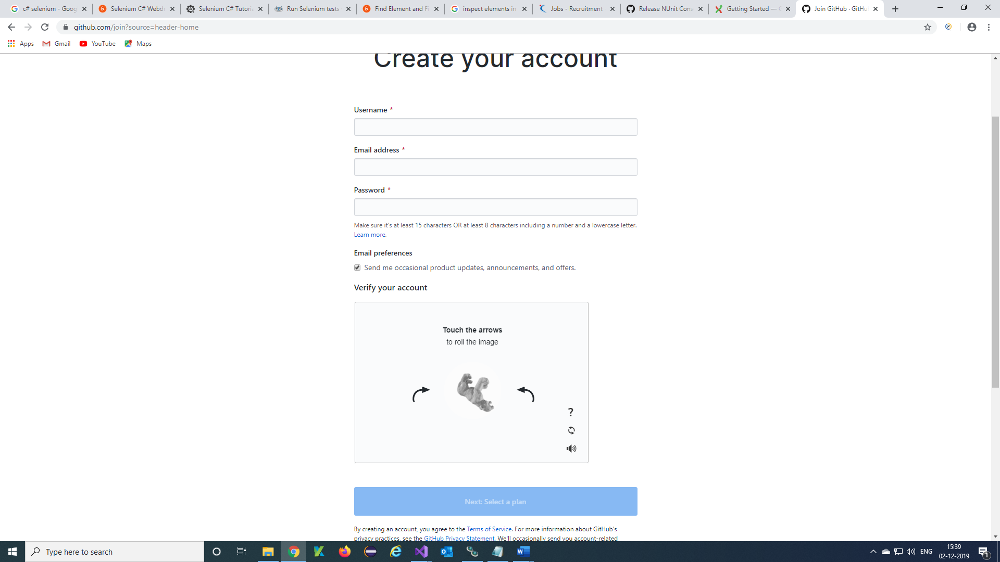 c# selenium - Goog
Selenium C# Webdr
Selenium C# Tutoria
Run Selenium tests
Find Element and Fi
inspect elements in
Jobs - Recruitment
Release NUnit Cons
Getting Started —
Join GitHub · GitHu
github.com/join?source=header-home
Apps
Gmail
YouTube
Maps
Create your account
Username *
Email address *
Password *
Make sure it's at least 15 characters OR at least 8 characters including a number and a lowercase letter.
Learn more.
Email preferences
Send me occasional product updates, announcements, and offers.
Verify your account
Touch the arrows
to roll the image
?
Next: Select a plan
By creating an account, you agree to the Terms of Service. For more information about GitHub's
privacy practices, see the GitHub Privacy Statement. We'll occasionally send you account-related
Type here to search
ENG
15:39
02-12-2019
1